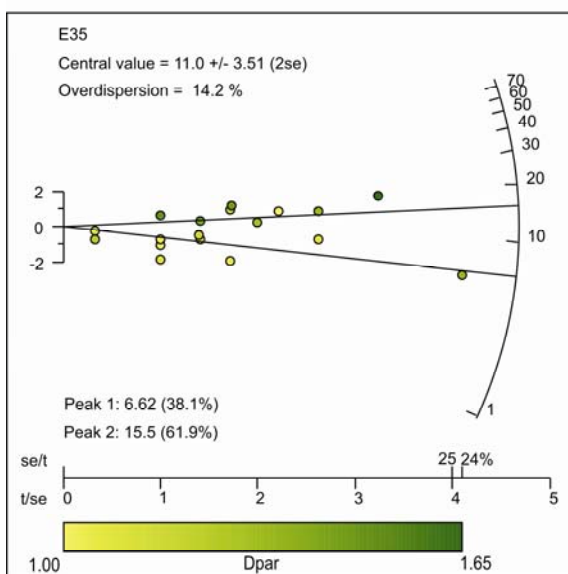 E35
Central value = 11.0 +/- 3.51 (2se)
Overdispersion = 14.2 %
70
60
50
40
30
20
10
1
2
0
-2
Peak 1: 6.62 (38.1%)
Peak 2: 15.5 (61.9%)
se/t 25 24%
t/se 0 1 2 3 4 5
1.00 Dpar 1.65